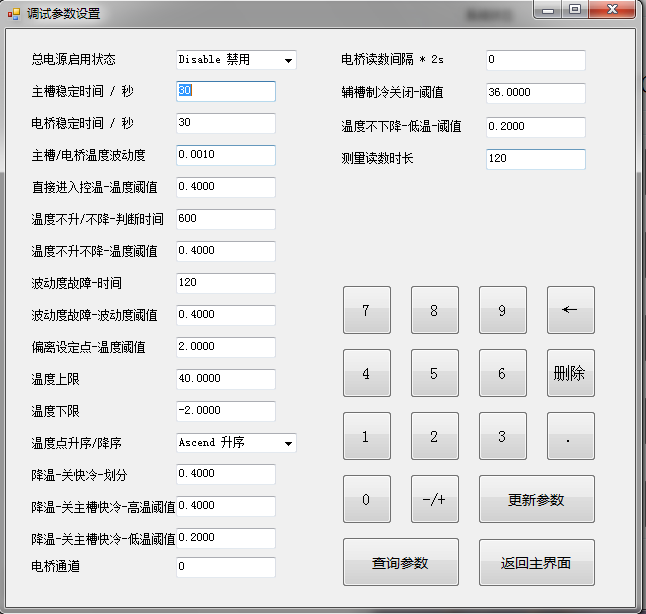 调试参数设置
总电源启用状态 Disable 禁用
主槽稳定时间 / 秒 30
电桥稳定时间 / 秒 30
主槽/电桥温度波动度 0.0010
直接进入控温-温度阈值 0.4000
温度不升/不降-判断时间 600
温度不升不降-温度阈值 0.4000
波动度故障-时间 120
波动度故障-波动度阈值 0.4000
偏离设定点-温度阈值 2.0000
温度上限 40.0000
温度下限 -2.0000
温度点升序/降序 Ascend 升序
降温-关快冷-划分 0.4000
降温-关主槽快冷-高温阈值 0.4000
降温-关主槽快冷-低温阈值 0.2000
电桥通道 0
电桥读数间隔 * 2s 0
辅槽制冷关闭-阈值 36.0000
温度不下降-低温-阈值 0.2000
测量读数时长 120
7 8 9 ←
4 5 6 删除
1 2 3 .
0 -/+ 更新参数
查询参数 返回主界面